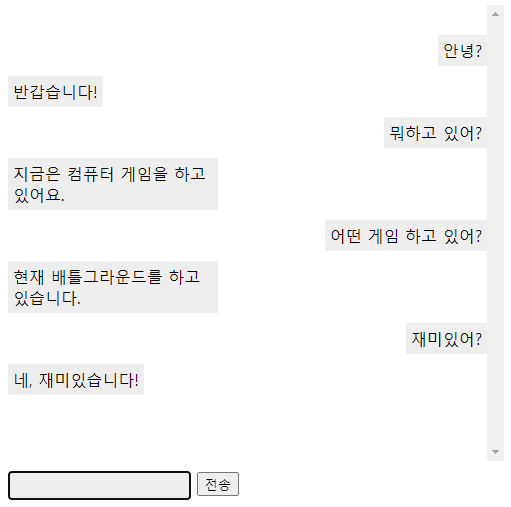 안녕?
반갑습니다!
뭐하고 있어?
지금은 컴퓨터 게임을 하고
있어요.
어떤 게임 하고 있어?
현재 배틀그라운드를 하고
있습니다.
재미있어?
네, 재미있습니다!
전송